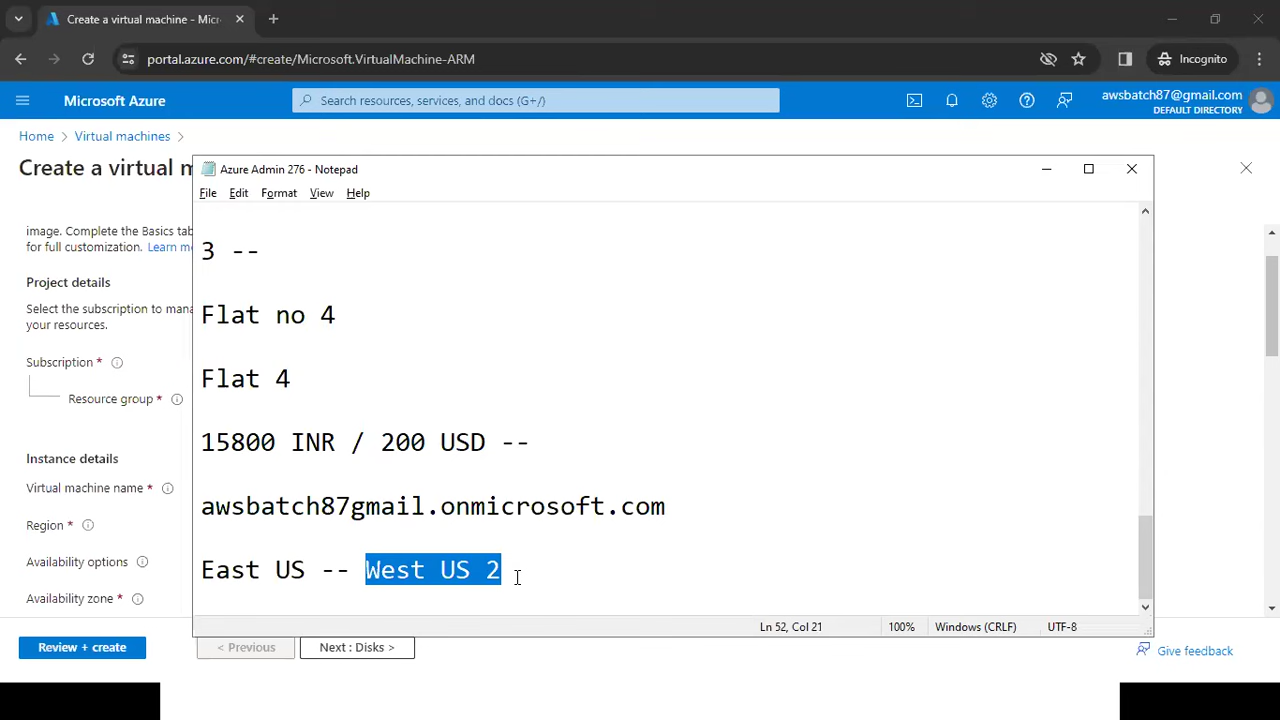 Create a virtual machine - Micr
portal.azure.com/#create/Microsoft.VirtualMachine-ARM
Incognito
Microsoft Azure
Search resources, services, and docs (G+/)
awsbatch87@gmail.com
DEFAULT DIRECTORY
Home > Virtual machines >
Create a virtual m
Azure Admin 276 - Notepad
File Edit Format View Help
image. Complete the Basics tab
for full customization. Learn mo
Project details
Select the subscription to mana
your resources.
Subscription *
Resource group *
Instance details
Virtual machine name *
Region *
Availability options
Availability zone *
3 --
Flat no 4
Flat 4
15800 INR / 200 USD --
awsbatch87gmail.onmicrosoft.com
East US -- West US 2
Ln 52, Col 21
100%
Windows (CRLF)
UTF-8
Review + create
< Previous
Next : Disks >
Give feedback